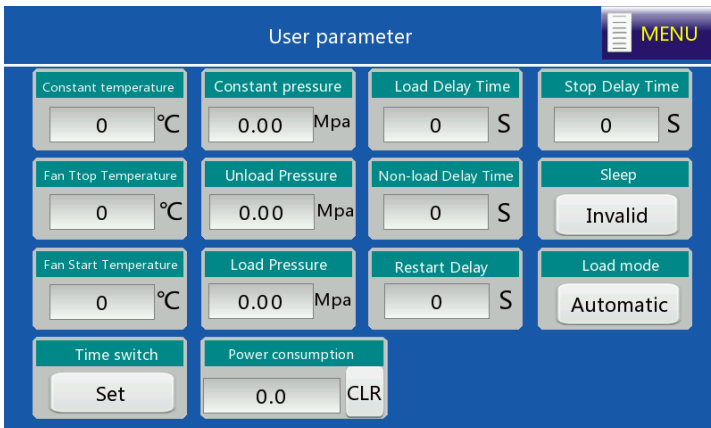 User parameter
MENU
Constant temperature
0 ℃
Constant pressure
0.00 Mpa
Load Delay Time
0 S
Stop Delay Time
0 S
Fan Ttop Temperature
0 ℃
Unload Pressure
0.00 Mpa
Non-load Delay Time
0 S
Sleep
Invalid
Fan Start Temperature
0 ℃
Load Pressure
0.00 Mpa
Restart Delay
0 S
Load mode
Automatic
Time switch
Set
Power consumption
0.0 CLR